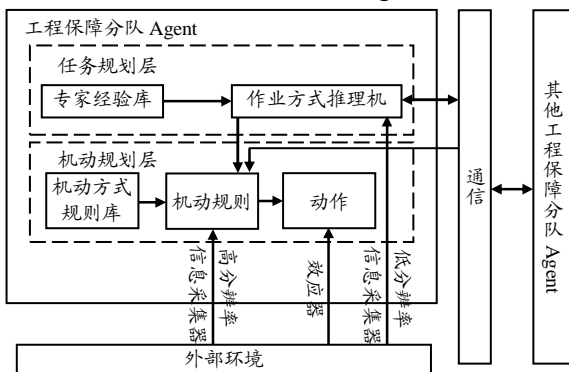 工程保障分队 Agent
任务规划层
专家经验库
作业方式推理机
机动规划层
机动方式
规则库
机动规则
动作
高分辨率
信息采集器
效应器
低分辨率
信息采集器
外部环境
通信
其他工程保障分队 Agent